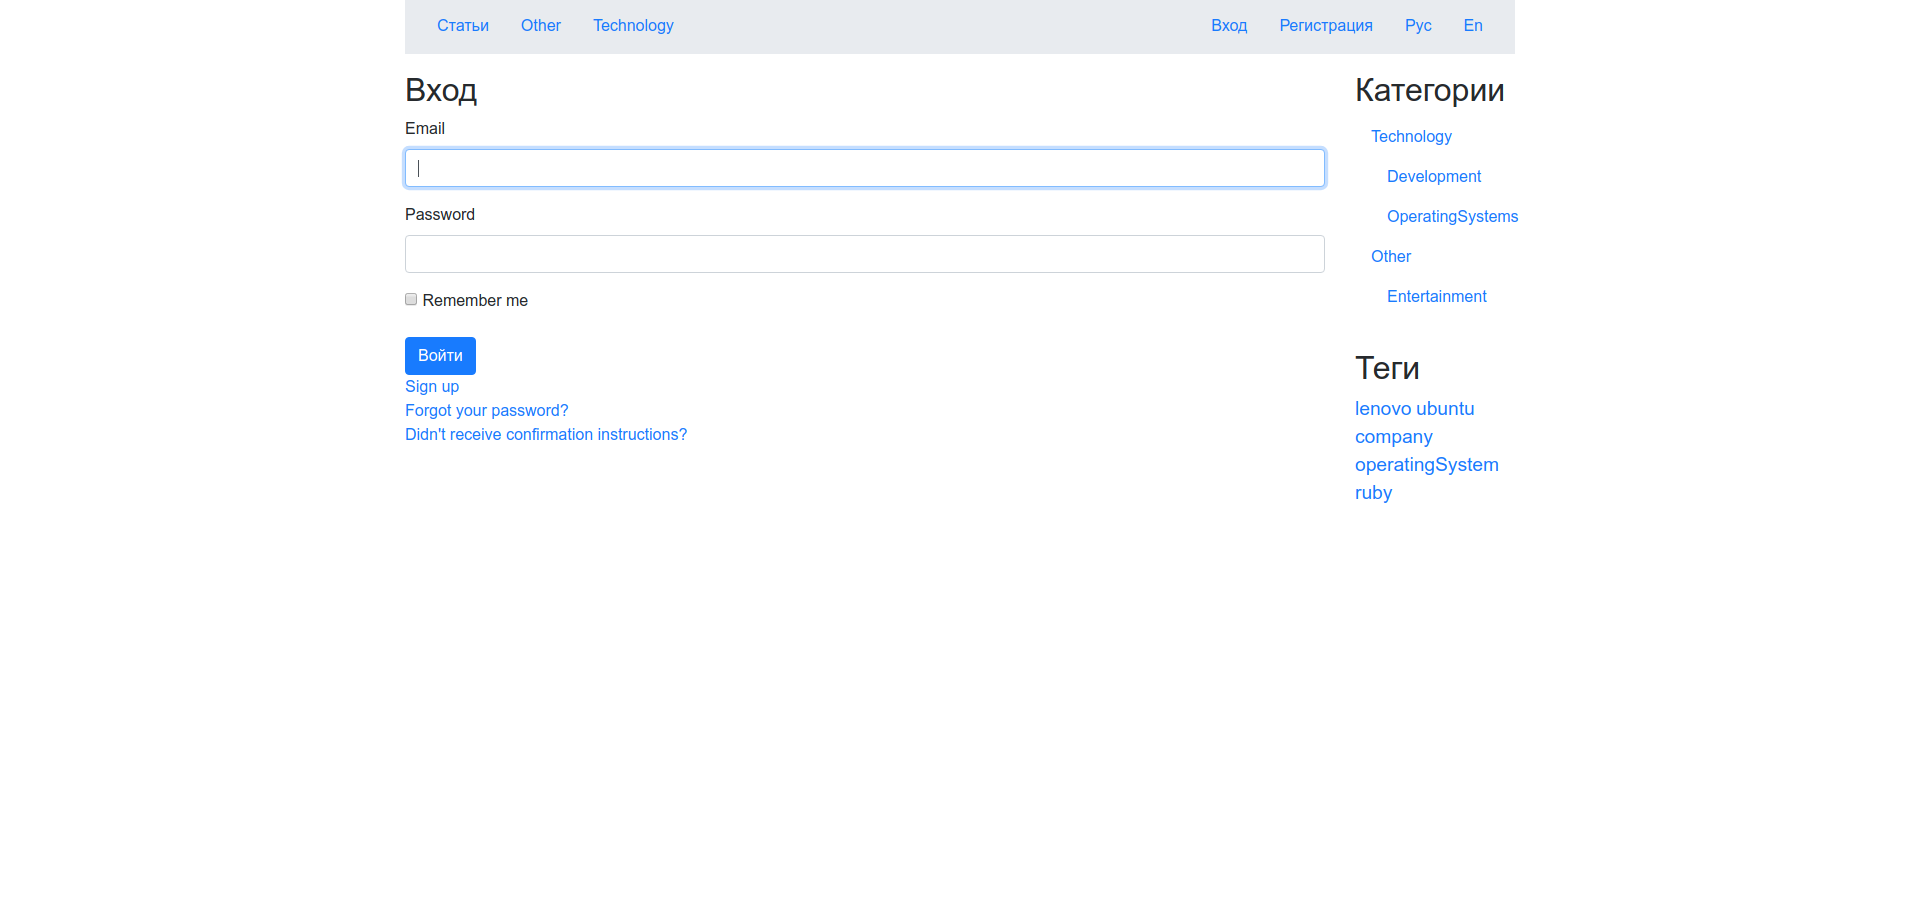 Статьи Other Technology Вход Регистрация Рус En
Вход
Email
Password
Remember me
Войти
Sign up
Forgot your password?
Didn't receive confirmation instructions?
Категории
Technology
Development
OperatingSystems
Other
Entertainment
Теги
lenovo ubuntu
company
operatingSystem
ruby